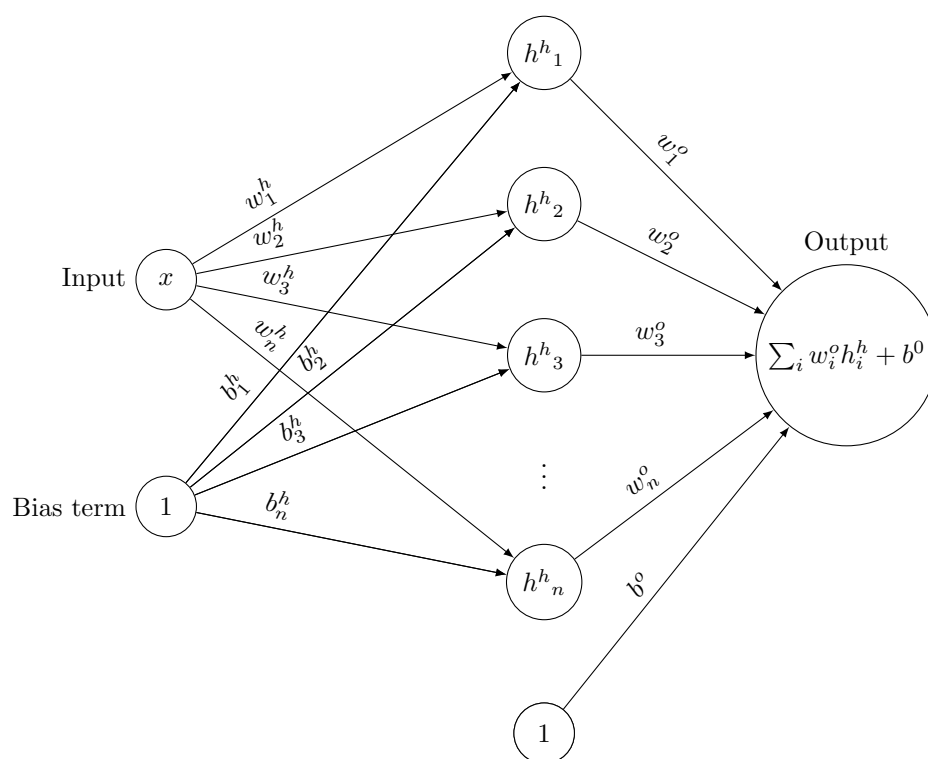 h^h_1
w^o_1
w^h_1
h^h_2
w^h_2
w^o_2
Output
Input
x
w^h_3
w^h_n
w^o_3
h^h_3
∑_i w^o_i h^h_i + b^0
b^h_1
b^h_2
b^h_3
⋮
w^o_n
Bias term
1
b^h_n
h^h_n
b^o
1